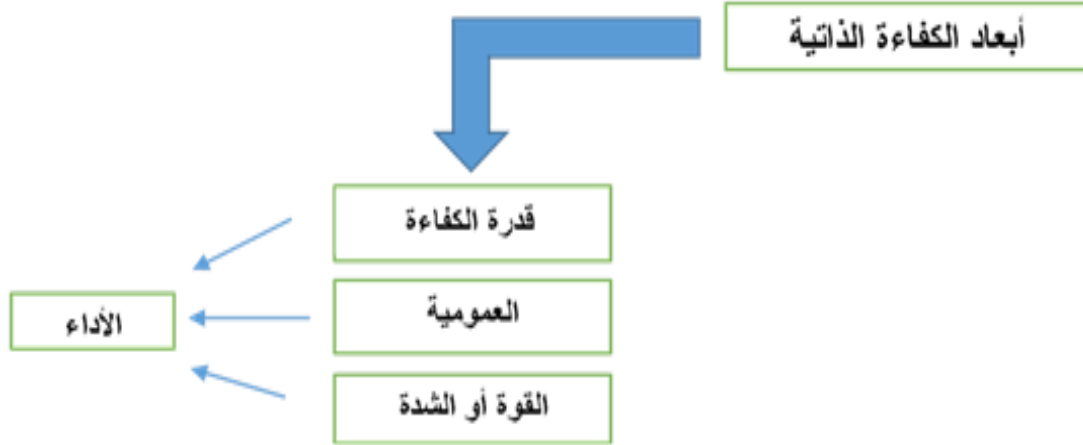 أبعاد الكفاءة الذاتية
قدرة الكفاءة
العمومية
القوة أو الشدة
الأداء